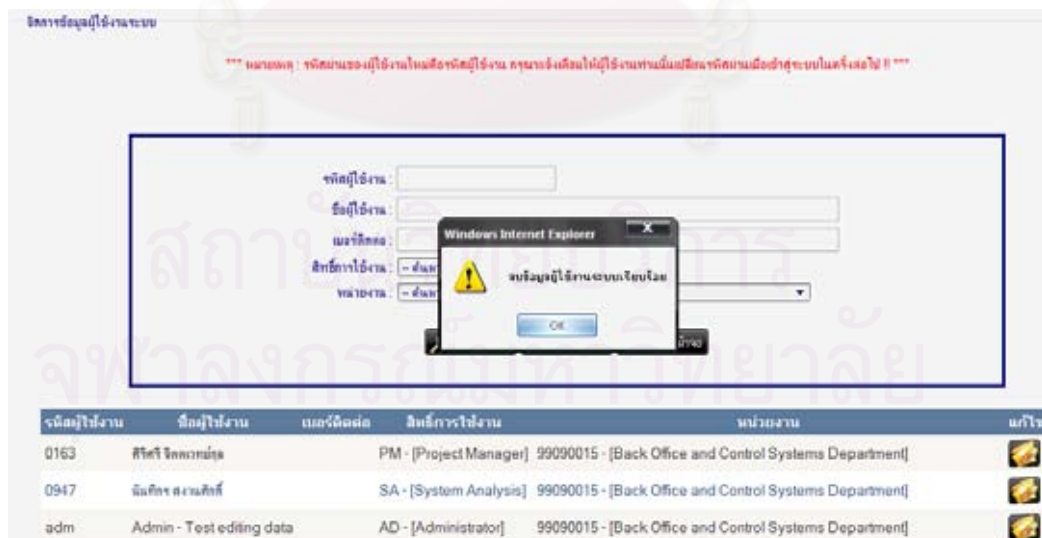 จัดการข้อมูลผู้ใช้งานระบบ
*** หมายเหตุ : รหัสผ่านของผู้ใช้งานใหม่คือรหัสผู้ใช้งาน กรุณาแจ้งเตือนให้ผู้ใช้งานท่านนั้นเปลี่ยนรหัสผ่านเมื่อเข้าสู่ระบบในครั้งต่อไป !! ***
รหัสผู้ใช้งาน :
ชื่อผู้ใช้งาน :
เบอร์ติดต่อ :
สิทธิ์การใช้งาน : -- ค้นหา
หน่วยงาน : -- ค้นหา
Windows Internet Explorer X
ลบข้อมูลผู้ใช้งานระบบเรียบร้อย
OK
สถาบันวิทยบริการ
จุฬาลงกรณ์มหาวิทยาลัย
รหัสผู้ใช้งาน ชื่อผู้ใช้งาน เบอร์ติดต่อ สิทธิ์การใช้งาน หน่วยงาน แก้ไข
0163 PM - [Project Manager] 99090015 - [Back Office and Control Systems Department]
0947 SA - [System Analysis] 99090015 - [Back Office and Control Systems Department]
adm Admin - Test editing data AD - [Administrator] 99090015 - [Back Office and Control Systems Department]